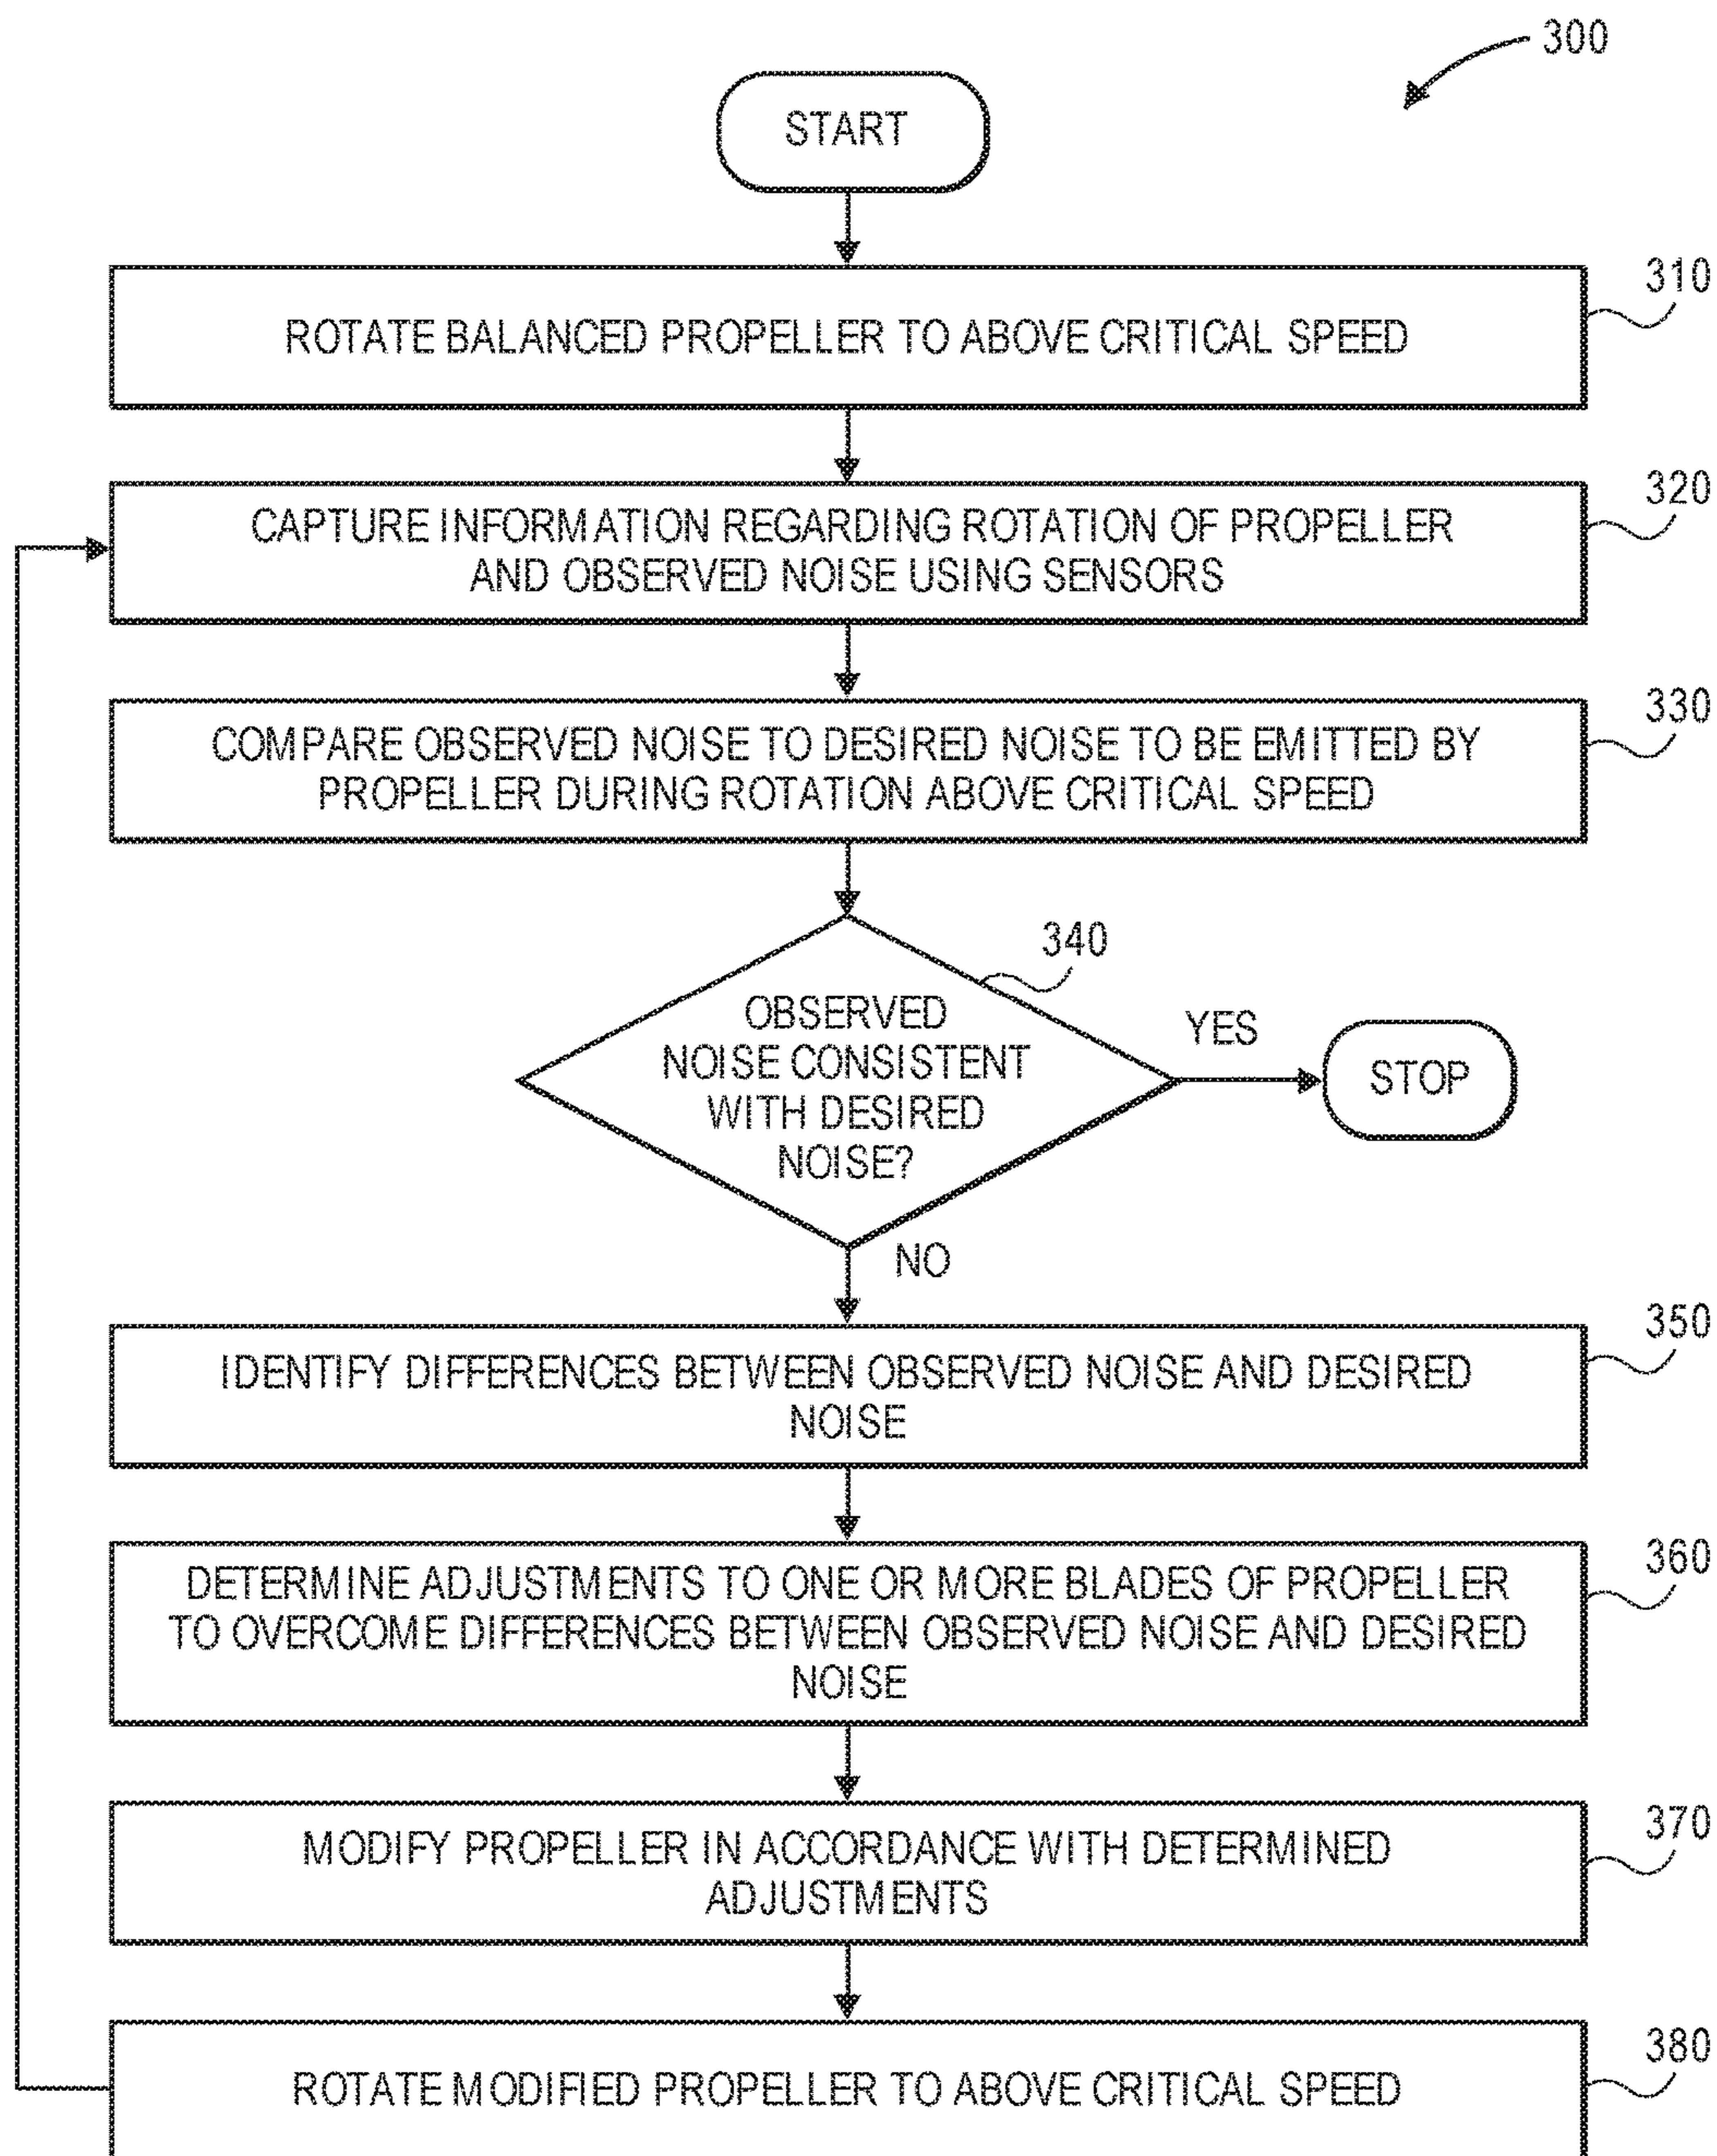 300
START
310
ROTATE BALANCED PROPELLER TO ABOVE CRITICAL SPEED
320
CAPTURE INFORMATION REGARDING ROTATION OF PROPELLER
AND OBSERVED NOISE USING SENSORS
330
COMPARE OBSERVED NOISE TO DESIRED NOISE TO BE EMITTED BY
PROPELLER DURING ROTATION ABOVE CRITICAL SPEED
340
OBSERVED
NOISE CONSISTENT
WITH DESIRED
NOISE?
YES
STOP
NO
350
IDENTIFY DIFFERENCES BETWEEN OBSERVED NOISE AND DESIRED
NOISE
360
DETERMINE ADJUSTMENTS TO ONE OR MORE BLADES OF PROPELLER
TO OVERCOME DIFFERENCES BETWEEN OBSERVED NOISE AND DESIRED
NOISE
370
MODIFY PROPELLER IN ACCORDANCE WITH DETERMINED
ADJUSTMENTS
380
ROTATE MODIFIED PROPELLER TO ABOVE CRITICAL SPEED